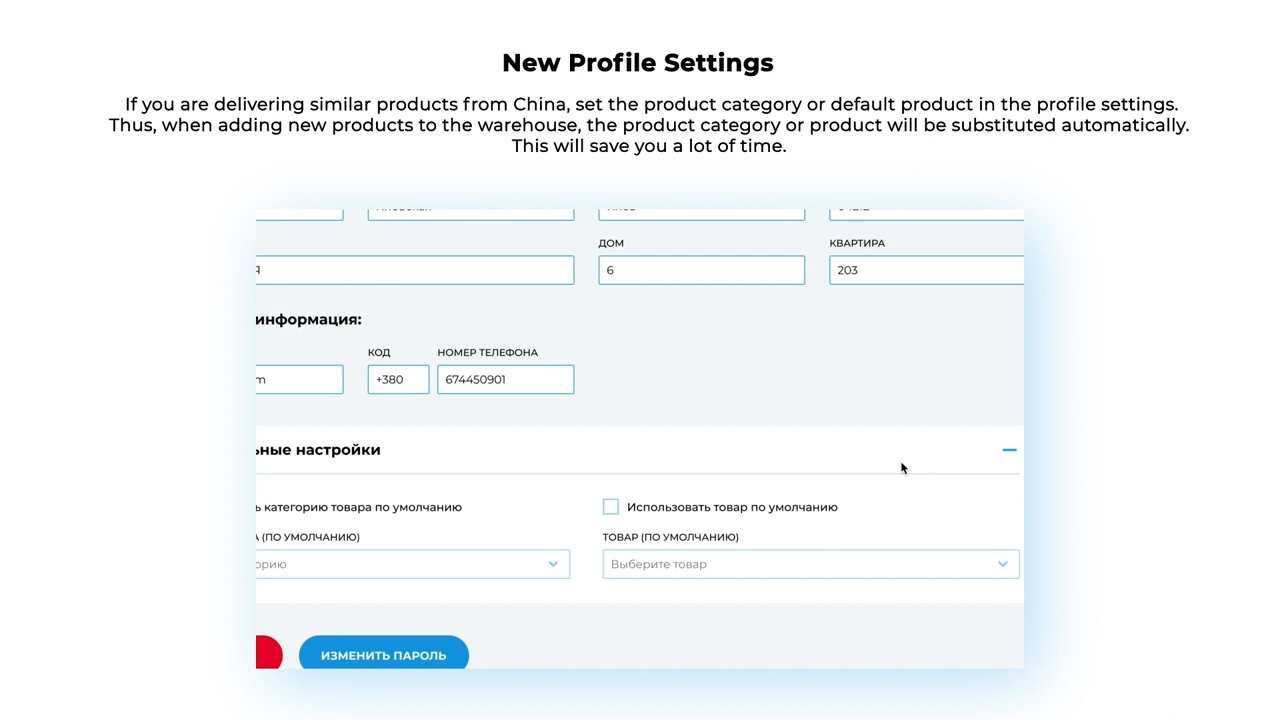 New Profile Settings
If you are delivering similar products from China, set the product category or default product in the profile settings.
Thus, when adding new products to the warehouse, the product category or product will be substituted automatically.
This will save you a lot of time.
ДОМ
КВАРТИРА
6
203
информация:
КОД
НОМЕР ТЕЛЕФОНА
+380
674450901
настройки
категорию товара по умолчанию
Использовать товар по умолчанию
(ПО УМОЛЧАНИЮ)
ТОВАР (ПО УМОЛЧАНИЮ)
Выберите товар
ИЗМЕНИТЬ ПАРОЛЬ